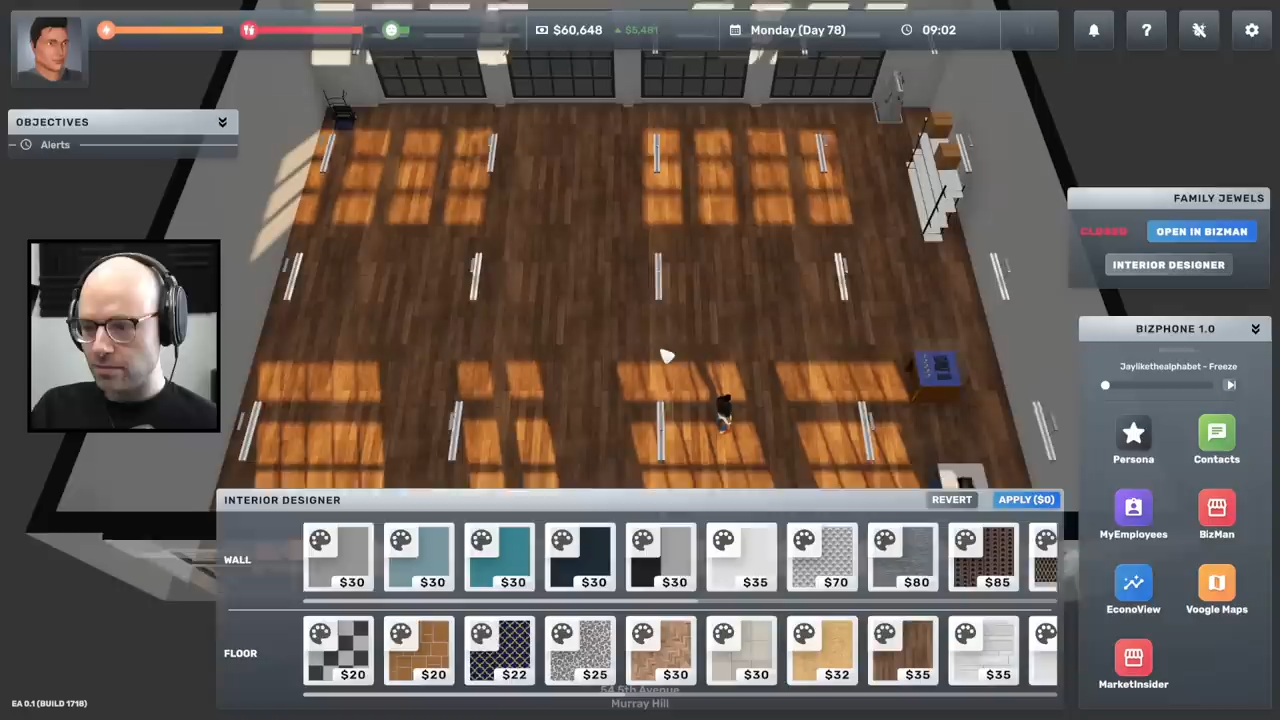 $60,648
$5,481
Monday (Day 78)
09:02
?
OBJECTIVES
Alerts
FAMILY JEWELS
CLOSED
OPEN IN BIZMAN
INTERIOR DESIGNER
BIZPHONE 1.0
Jaylikethealphabet - Freeze
Persona
Contacts
MyEmployees
BizMan
EconoView
Voogle Maps
MarketInsider
INTERIOR DESIGNER
REVERT
APPLY ($0)
WALL
$30
$30
$30
$30
$30
$35
$70
$80
$85
FLOOR
$20
$20
$22
$25
$30
$30
$32
$35
$35
54 5th Avenue
Murray Hill
EA 0.1 (BUILD 1718)